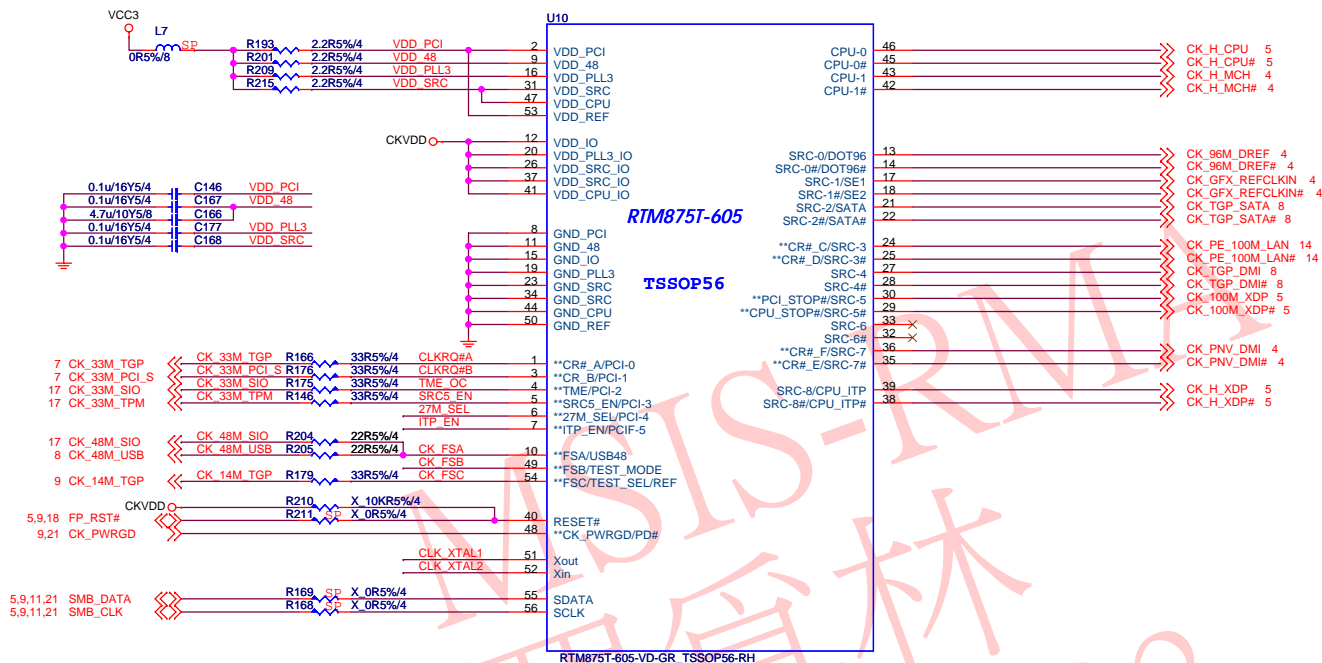 VCC3
L7
SP
0R5%/8
R193 2.2R5%/4 VDD_PCI
R201 2.2R5%/4 VDD_48
R209 2.2R5%/4 VDD_PLL3
R215 2.2R5%/4 VDD_SRC
CKVDD
0.1u/16Y5/4 C146 VDD_PCI
0.1u/16Y5/4 C167 VDD_48
4.7u/10Y5/8 C166
0.1u/16Y5/4 C177 VDD_PLL3
0.1u/16Y5/4 C168 VDD_SRC
7 CK_33M_TGP CK_33M_TGP R166 33R5%/4 CLKRQ#A
7 CK_33M_PCI_S CK_33M_PCI_S R176 33R5%/4 CLKRQ#B
17 CK_33M_SIO CK_33M_SIO R175 33R5%/4 TME_OC
17 CK_33M_TPM CK_33M_TPM R146 33R5%/4 SRC5_EN
27M_SEL
ITP_EN
17 CK_48M_SIO CK_48M_SIO R204 22R5%/4
8 CK_48M_USB CK_48M_USB R205 22R5%/4 CK_FSA
CK_FSB
9 CK_14M_TGP CK_14M_TGP R179 33R5%/4 CK_FSC
CKVDD R210 X_10KR5%/4
5,9,18 FP_RST# R211 SP X_0R5%/4
9,21 CK_PWRGD
CLK_XTAL1
CLK_XTAL2
5,9,11,21 SMB_DATA R169 SP X_0R5%/4
5,9,11,21 SMB_CLK R168 SP X_0R5%/4
U10
2 VDD_PCI
9 VDD_48
16 VDD_PLL3
31 VDD_SRC
47 VDD_CPU
53 VDD_REF
12 VDD_IO
20 VDD_PLL3_IO
26 VDD_SRC_IO
37 VDD_SRC_IO
41 VDD_CPU_IO
8 GND_PCI
11 GND_48
15 GND_IO
19 GND_PLL3
23 GND_SRC
34 GND_SRC
44 GND_CPU
50 GND_REF
1 **CR#_A/PCI-0
3 **CR_B/PCI-1
4 **TME/PCI-2
5 **SRC5_EN/PCI-3
6 **27M_SEL/PCI-4
7 **ITP_EN/PCIF-5
10 **FSA/USB48
49 **FSB/TEST_MODE
54 **FSC/TEST_SEL/REF
40 RESET#
48 **CK_PWRGD/PD#
51 Xout
52 Xin
55 SDATA
56 SCLK
RTM875T-605
TSSOP56
CPU-0 46 CK_H_CPU 5
CPU-0# 45 CK_H_CPU# 5
CPU-1 43 CK_H_MCH 4
CPU-1# 42 CK_H_MCH# 4
SRC-0/DOT96 13 CK_96M_DREF 4
SRC-0#/DOT96# 14 CK_96M_DREF# 4
SRC-1/SE1 17 CK_GFX_REFCLKIN 4
SRC-1#/SE2 18 CK_GFX_REFCLKIN# 4
SRC-2/SATA 21 CK_TGP_SATA 8
SRC-2#/SATA# 22 CK_TGP_SATA# 8
**CR#_C/SRC-3 24 CK_PE_100M_LAN 14
**CR#_D/SRC-3# 25 CK_PE_100M_LAN# 14
SRC-4 27 CK_TGP_DMI 8
SRC-4# 28 CK_TGP_DMI# 8
**PCI_STOP#/SRC-5 30 CK_100M_XDP 5
**CPU_STOP#/SRC-5# 29 CK_100M_XDP# 5
SRC-6 33
SRC-6# 32
**CR#_F/SRC-7 36 CK_PNV_DMI 4
**CR#_E/SRC-7# 35 CK_PNV_DMI# 4
SRC-8/CPU_ITP 39 CK_H_XDP 5
SRC-8#/CPU_ITP# 38 CK_H_XDP# 5
RTM875T-605-VD-GR_TSSOP56-RH
MSIS-RMA